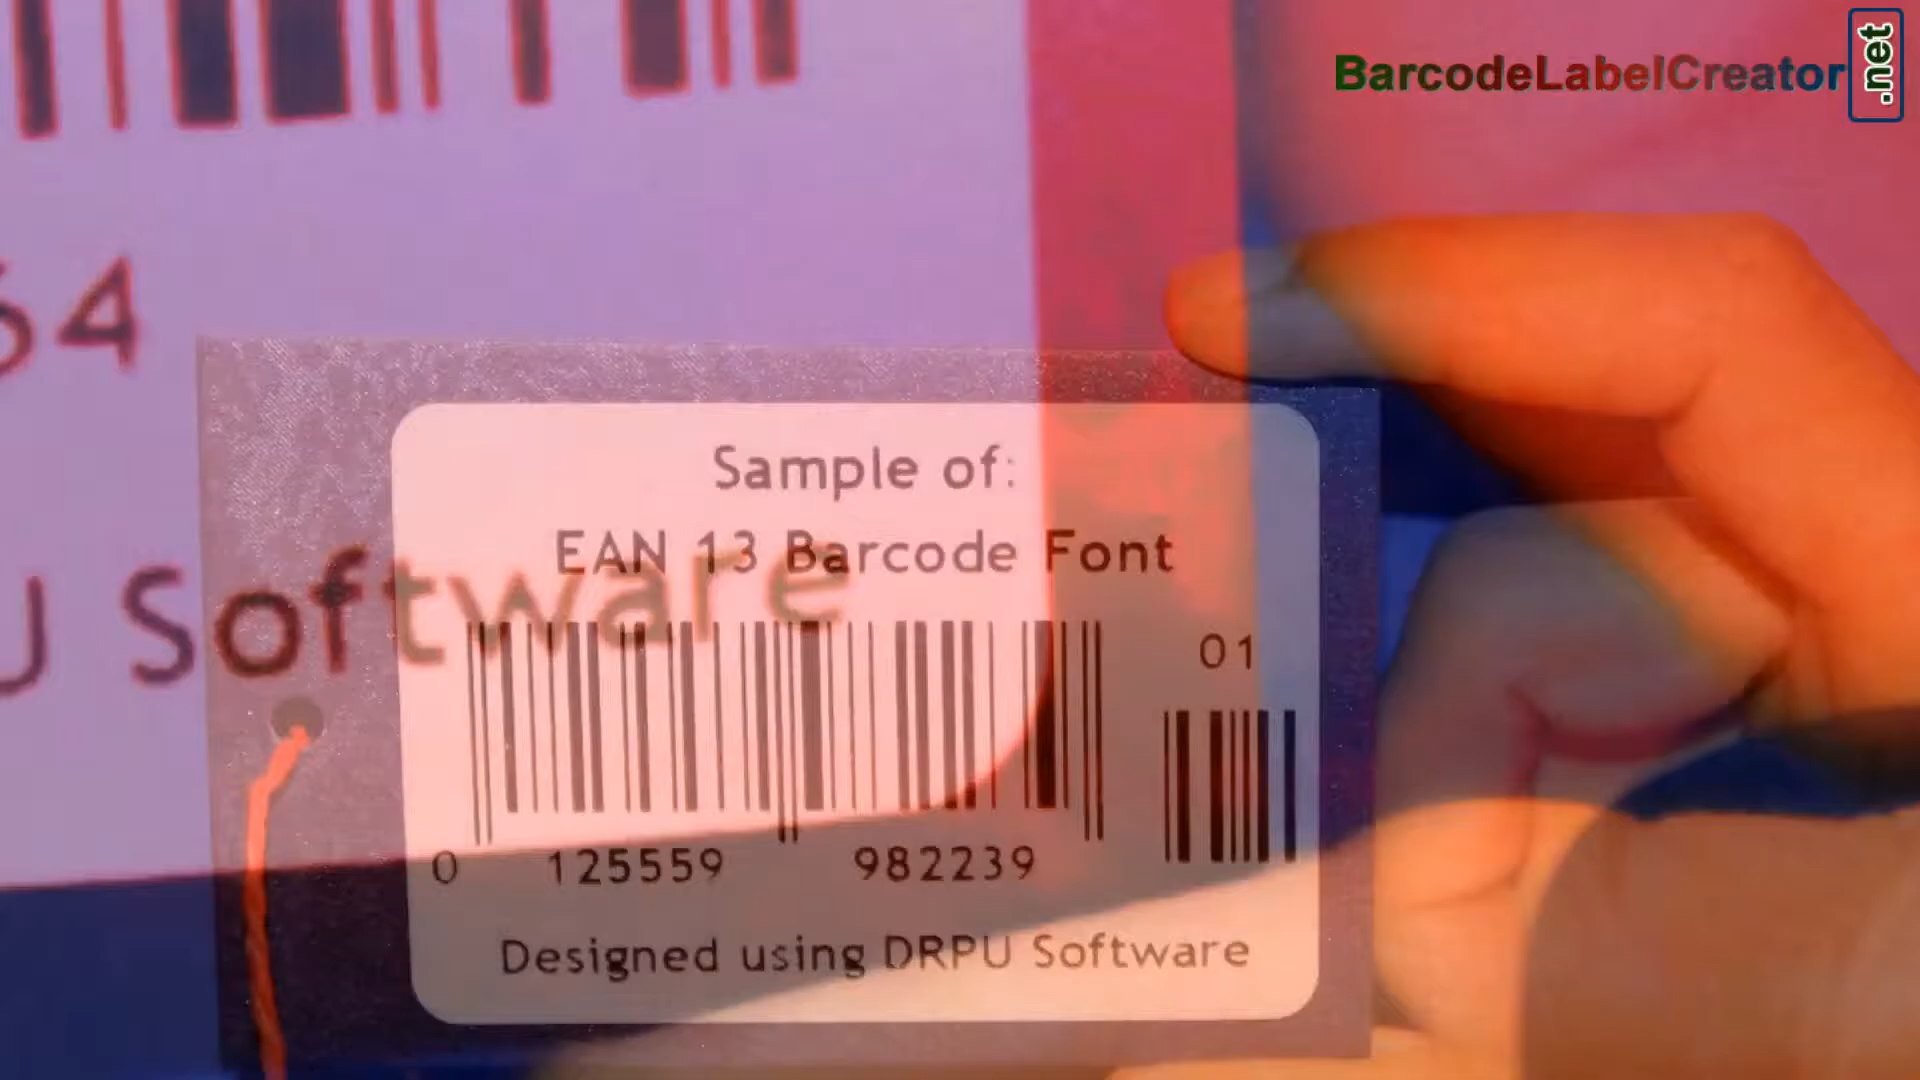 BarcodeLabelCreator.net
64
U Software
Sample of:
EAN 13 Barcode Font
01
0 125559 982239
Designed using DRPU Software